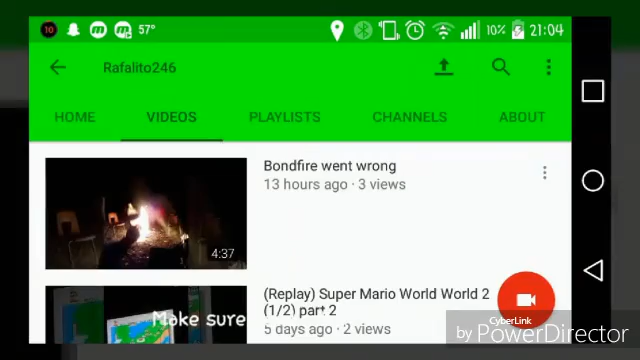 10
57°
10%
21:04
Rafalito246
HOME
VIDEOS
PLAYLISTS
CHANNELS
ABOUT
Bondfire went wrong
13 hours ago · 3 views
4:37
(Replay) Super Mario World World 2
(1/2) part 2
5 days ago · 2 views
Make sure
CyberLink
by PowerDirector